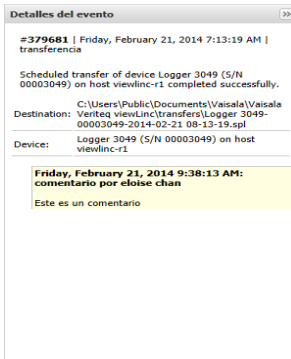 Detalles del evento
#379681 | Friday, February 21, 2014 7:13:19 AM |
transferencia
Scheduled transfer of device Logger 3049 (S/N
00003049) on host viewlinc-r1 completed successfully.
Destination: C:\Users\Public\Documents\Vaisala\Vaisala
Veriteq viewLinc\transfers\Logger 3049-
00003049-2014-02-21 08-13-19.spl
Device: Logger 3049 (S/N 00003049) on host
viewlinc-r1
Friday, February 21, 2014 9:38:13 AM:
comentario por eloise chan
Este es un comentario